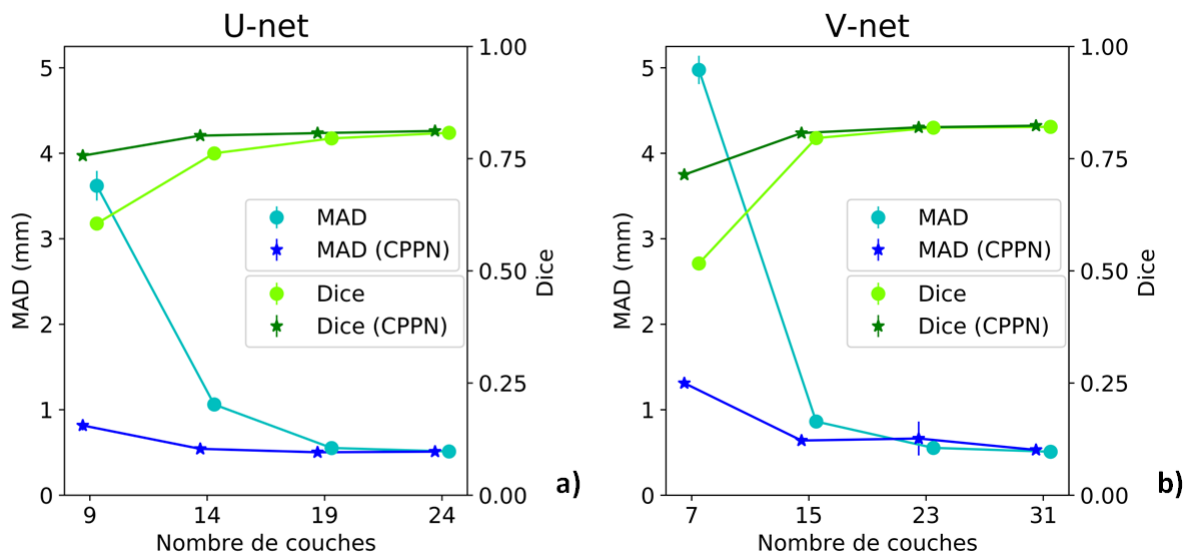 U-net
5
4
3
2
1
0
MAD (mm)
1.00
0.75
0.50
0.25
0.00
Dice
MAD
MAD (CPPN)
Dice
Dice (CPPN)
9 14 19 24
Nombre de couches
a)
V-net
5
4
3
2
1
0
MAD (mm)
1.00
0.75
0.50
0.25
0.00
Dice
MAD
MAD (CPPN)
Dice
Dice (CPPN)
7 15 23 31
Nombre de couches
b)